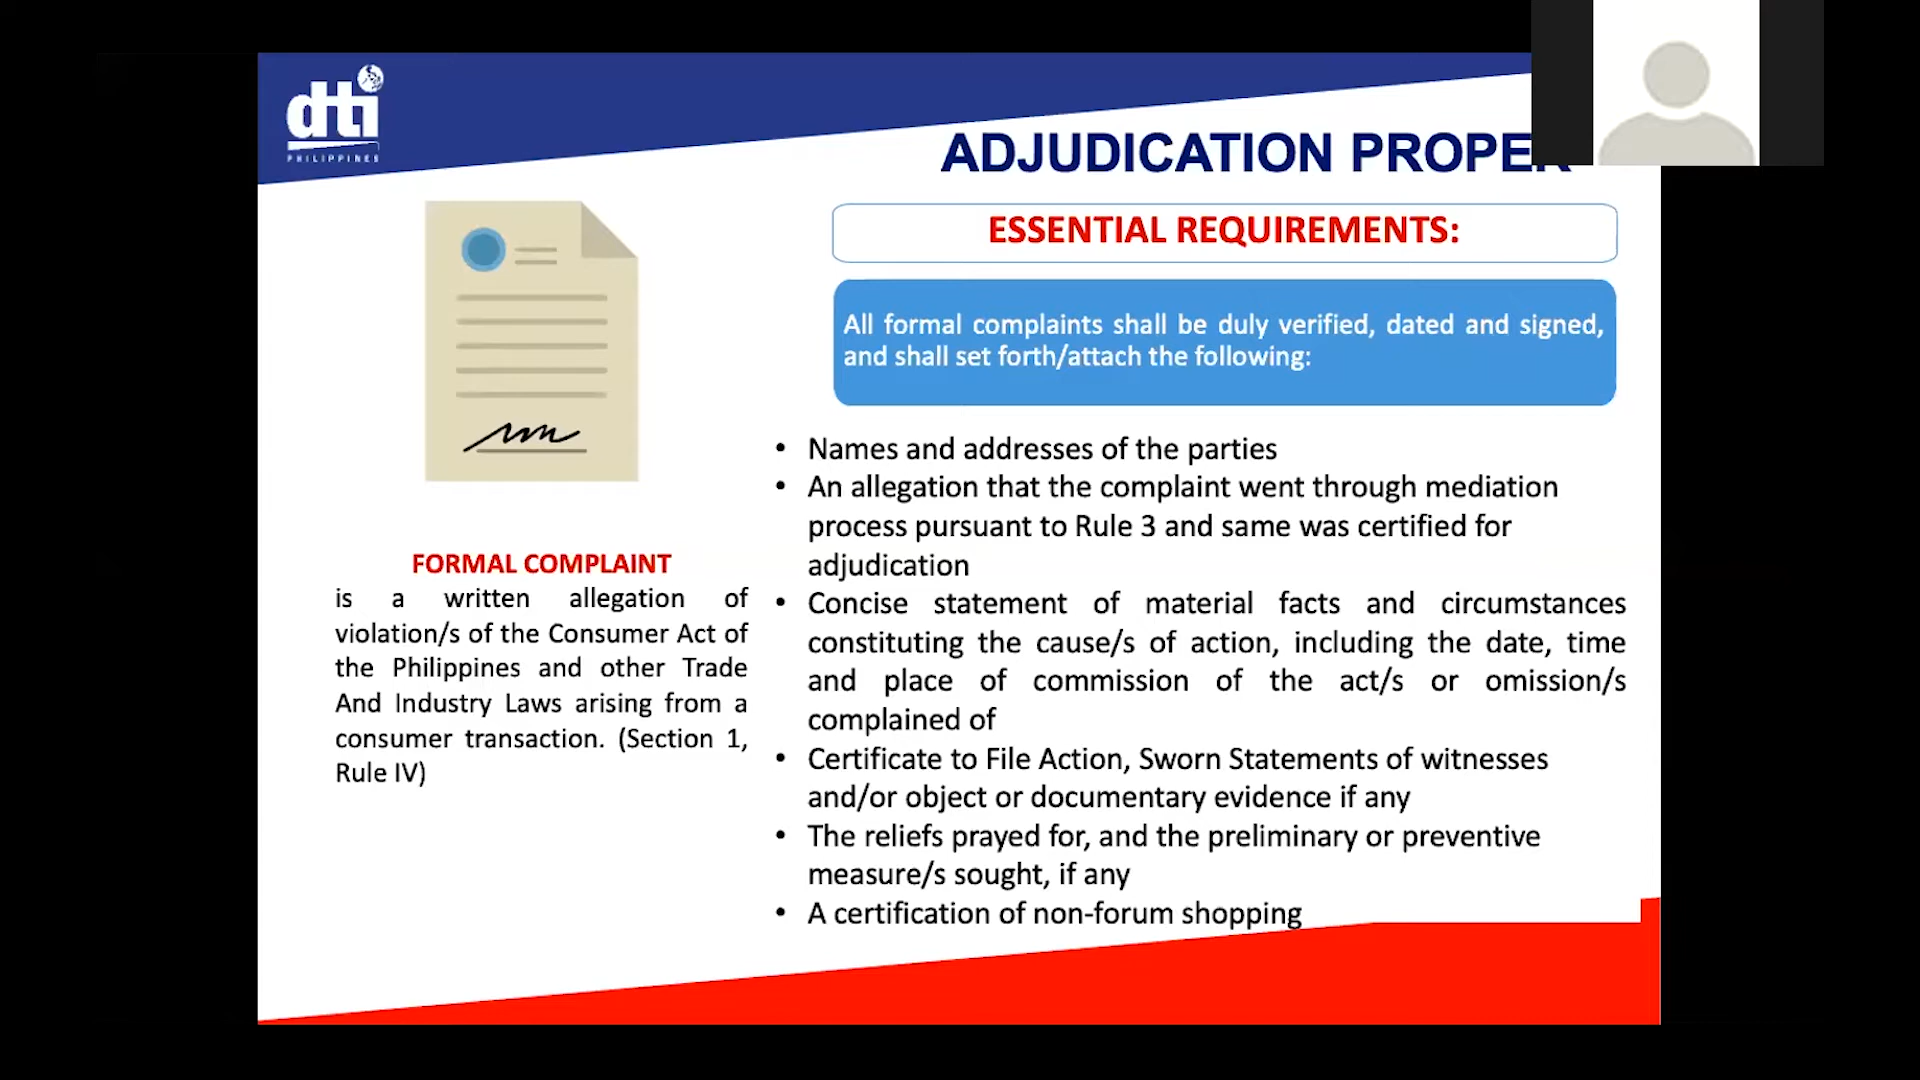 dti
PHILIPPINES
ADJUDICATION PROPER
ESSENTIAL REQUIREMENTS:
All formal complaints shall be duly verified, dated and signed,
and shall set forth/attach the following:
FORMAL COMPLAINT
is a written allegation of
violation/s of the Consumer Act of
the Philippines and other Trade
And Industry Laws arising from a
consumer transaction. (Section 1,
Rule IV)
• Names and addresses of the parties
• An allegation that the complaint went through mediation
process pursuant to Rule 3 and same was certified for
adjudication
• Concise statement of material facts and circumstances
constituting the cause/s of action, including the date, time
and place of commission of the act/s or omission/s
complained of
• Certificate to File Action, Sworn Statements of witnesses
and/or object or documentary evidence if any
• The reliefs prayed for, and the preliminary or preventive
measure/s sought, if any
• A certification of non-forum shopping